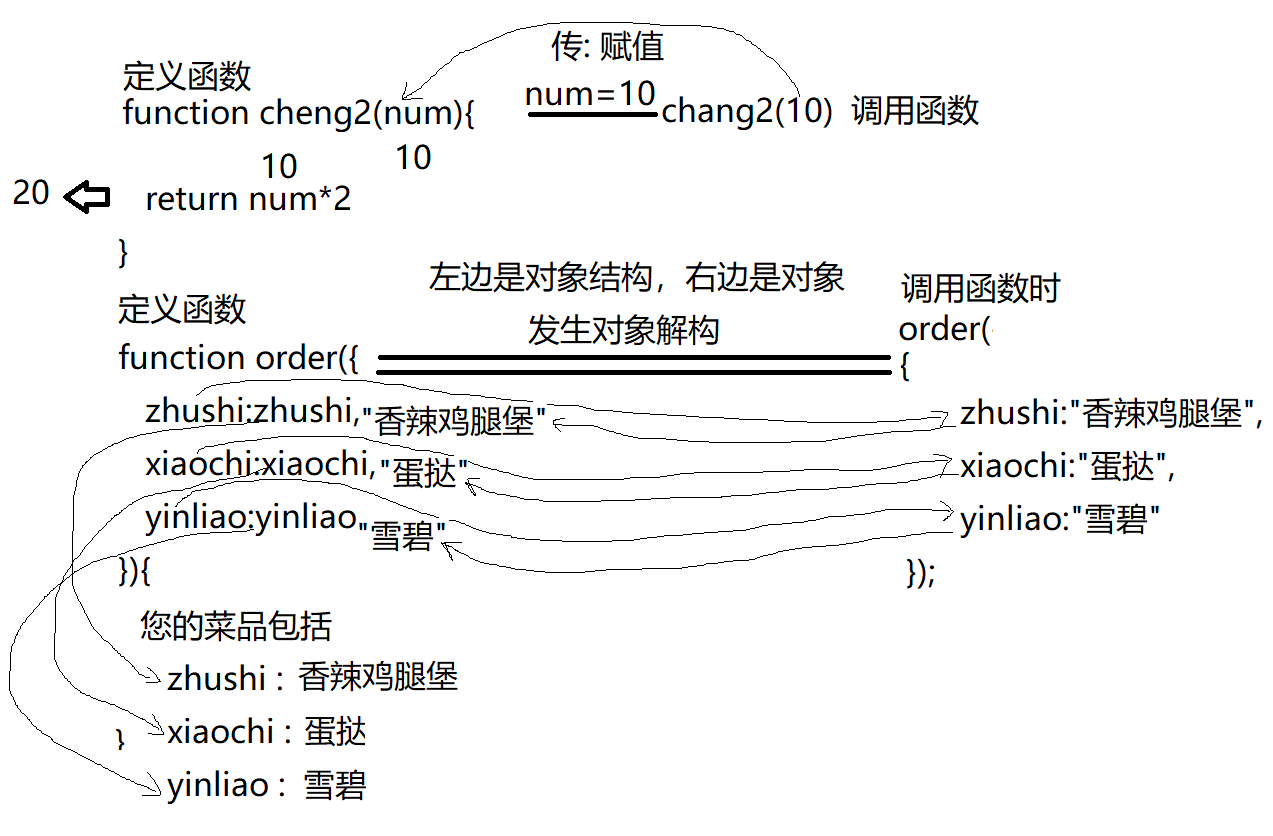 传: 赋值
定义函数
num=10
function cheng2(num){
chang2(10) 调用函数
10
10
20
return num*2
}
左边是对象结构，右边是对象
发生对象解构
调用函数时
定义函数
order(
function order({
{
zhushi:zhushi,"香辣鸡腿堡"
zhushi:"香辣鸡腿堡",
xiaochi:xiaochi,"蛋挞"
xiaochi:"蛋挞",
yinliao:yinliao"雪碧"
yinliao:"雪碧"
}){
});
您的菜品包括
zhushi : 香辣鸡腿堡
xiaochi : 蛋挞
}
yinliao : 雪碧